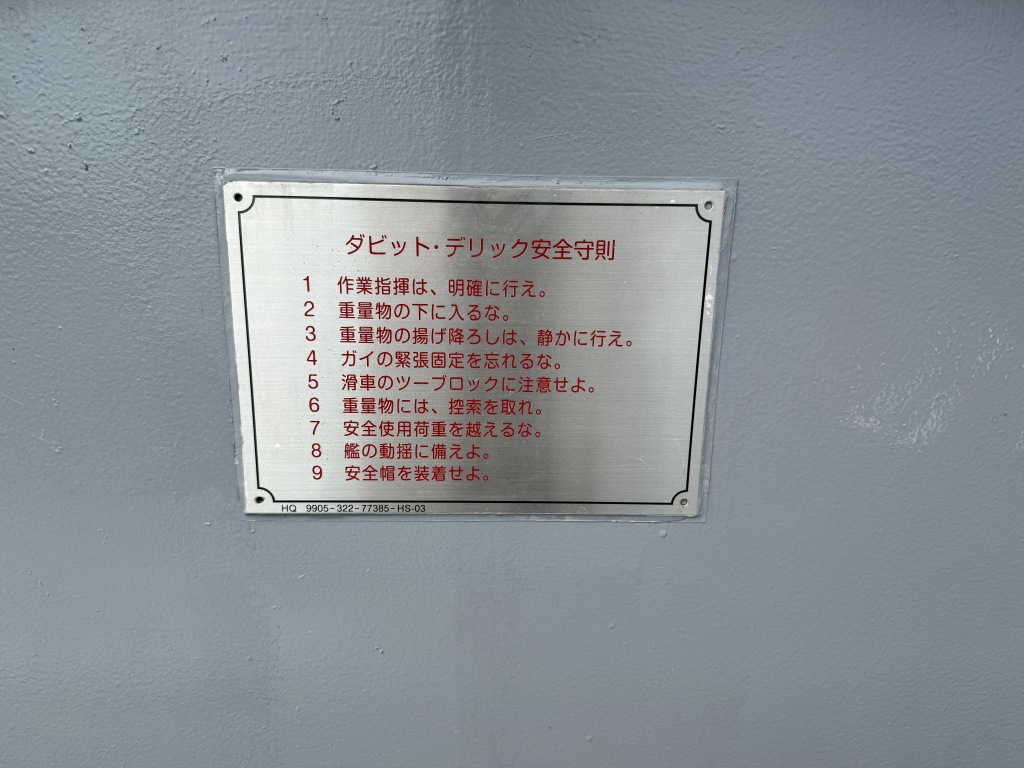 ダビット・デリック安全守則
1 作業指揮は、明確に行え。
2 重量物の下に入るな。
3 重量物の揚げ降ろしは、静かに行え。
4 ガイの緊張固定を忘れるな。
5 滑車のツーブロックに注意せよ。
6 重量物には、控索を取れ。
7 安全使用荷重を越えるな。
8 艦の動揺に備えよ。
9 安全帽を装着せよ。
HQ 9905-322-77385-HS-03